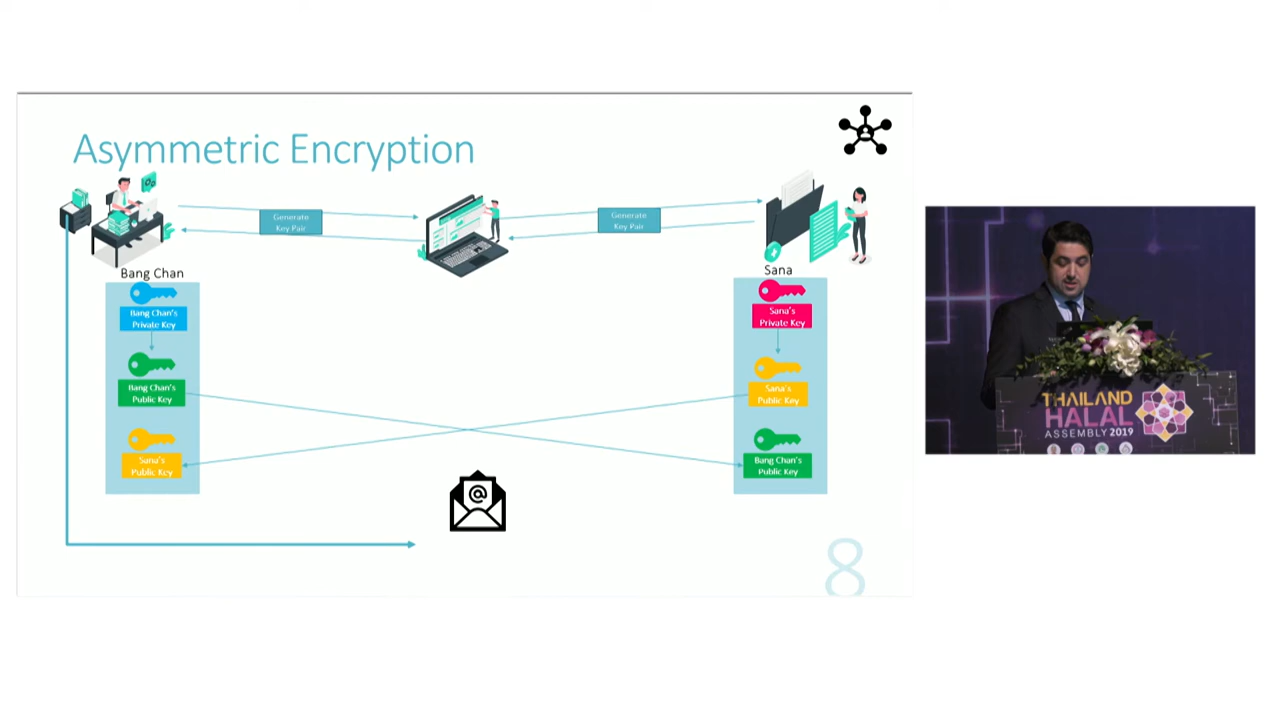 Asymmetric Encryption
Generate
Key Pair
Generate
Key Pair
Bang Chan
Sana
Bang Chan's
Private Key
Sana's
Private Key
Bang Chan's
Public Key
Sana's
Public Key
Sana's
Public Key
Bang Chan's
Public Key
@
8
THAILAND
HALAL
ASSEMBLY 2019